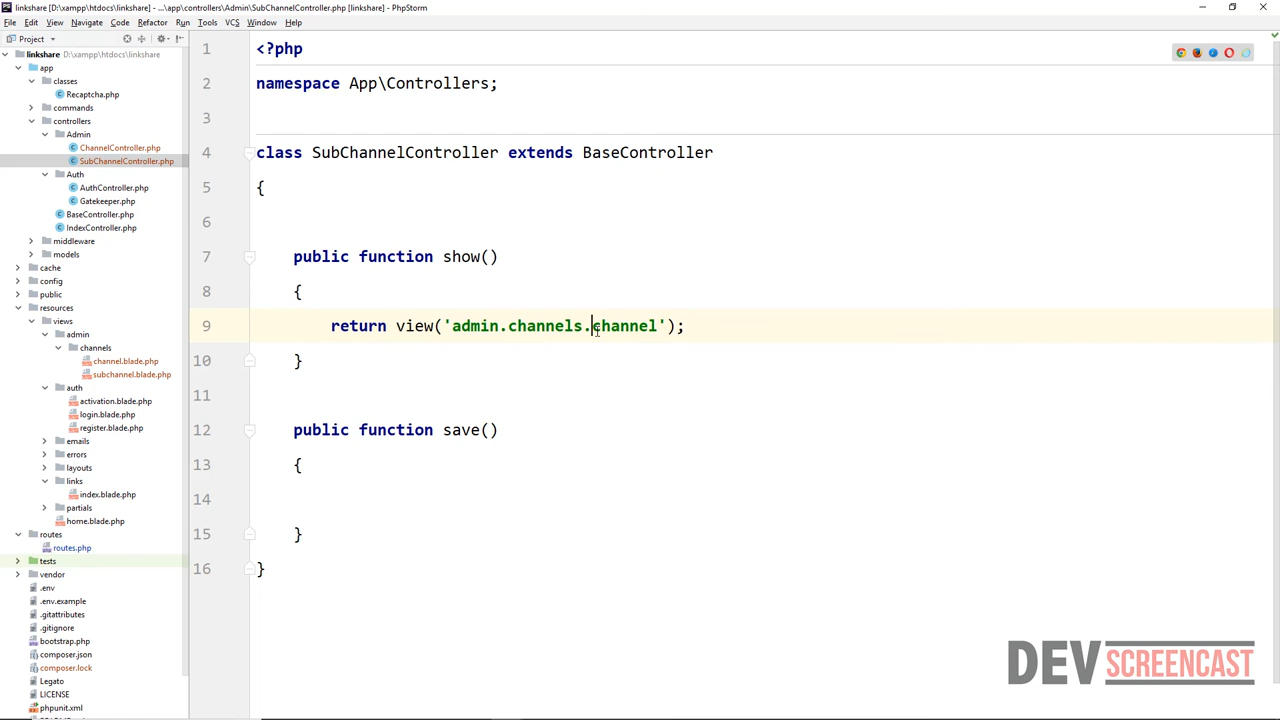 linkshare [D:\xampp\htdocs\linkshare] - ...\app\controllers\Admin\SubChannelController.php [linkshare] - PhpStorm
File Edit View Navigate Code Refactor Run Tools VCS Window Help
Project
linkshare D:\xampp\htdocs\linkshare
app
classes
Recaptcha.php
commands
controllers
Admin
ChannelController.php
SubChannelController.php
Auth
AuthController.php
Gatekeeper.php
BaseController.php
IndexController.php
middleware
models
cache
config
public
resources
views
admin
channels
channel.blade.php
subchannel.blade.php
auth
activation.blade.php
login.blade.php
register.blade.php
emails
errors
layouts
links
index.blade.php
partials
home.blade.php
routes
routes.php
tests
vendor
.env
.env.example
.gitattributes
.gitignore
bootstrap.php
composer.json
composer.lock
Legato
LICENSE
phpunit.xml
1 <?php
2 namespace App\Controllers;
3
4 class SubChannelController extends BaseController
5 {
6
7 public function show()
8 {
9 return view('admin.channels.channel');
10 }
11
12 public function save()
13 {
14
15 }
16 }
DEVSCREENCAST